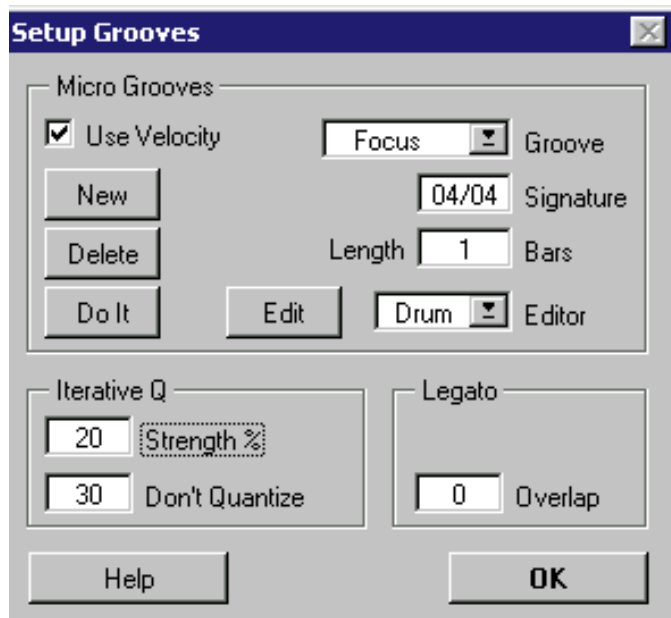 Setup Grooves
Micro Grooves
Use Velocity Focus Groove
New 04/04 Signature
Delete Length 1 Bars
Do It Edit Drum Editor
Iterative Q Legato
20 Strength %
30 Don't Quantize 0 Overlap
Help OK